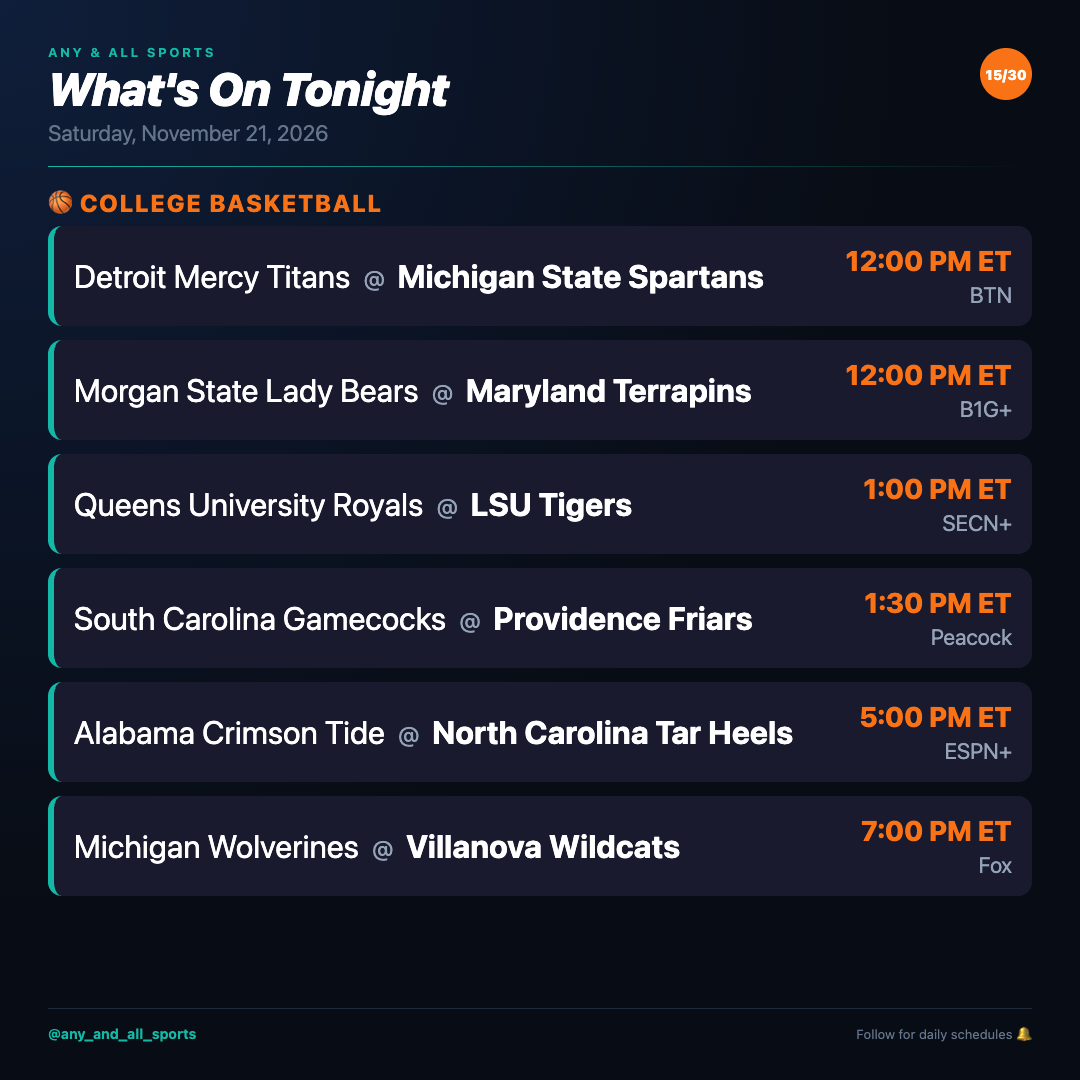 ANY & ALL SPORTS
What's On Tonight
Saturday, November 21, 2026
15/30
🏀 COLLEGE BASKETBALL
Detroit Mercy Titans @ Michigan State Spartans
12:00 PM ET
BTN
Morgan State Lady Bears @ Maryland Terrapins
12:00 PM ET
B1G+
Queens University Royals @ LSU Tigers
1:00 PM ET
SECN+
South Carolina Gamecocks @ Providence Friars
1:30 PM ET
Peacock
Alabama Crimson Tide @ North Carolina Tar Heels
5:00 PM ET
ESPN+
Michigan Wolverines @ Villanova Wildcats
7:00 PM ET
Fox
@any_and_all_sports
Follow for daily schedules 🔔